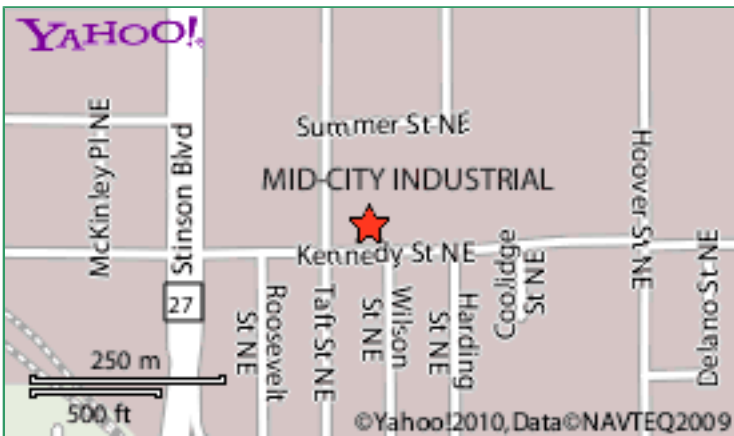 YAHOO!®
Summer St NE
McKinley Pl NE
Stinson Blvd
MID-CITY INDUSTRIAL
Hoover St NE
Kennedy St NE
27
Roosevelt
St NE
Taft St NE
Wilson
St NE
Harding
St NE
Coolidge
St NE
Delano St NE
250 m
500 ft
©Yahoo!2010, Data©NAVTEQ2009